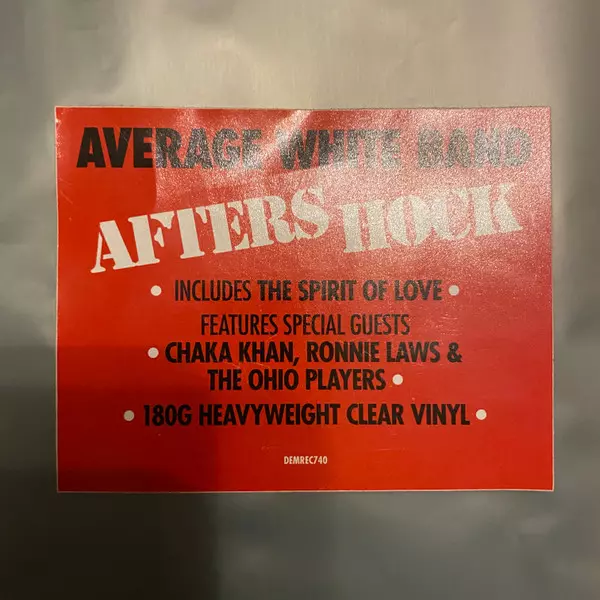 AVERAGE WHITE BAND
AFTERSHOCK
• INCLUDES THE SPIRIT OF LOVE •
FEATURES SPECIAL GUESTS
• CHAKA KHAN, RONNIE LAWS &
THE OHIO PLAYERS •
• 180G HEAVYWEIGHT CLEAR VINYL •
DEMREC740